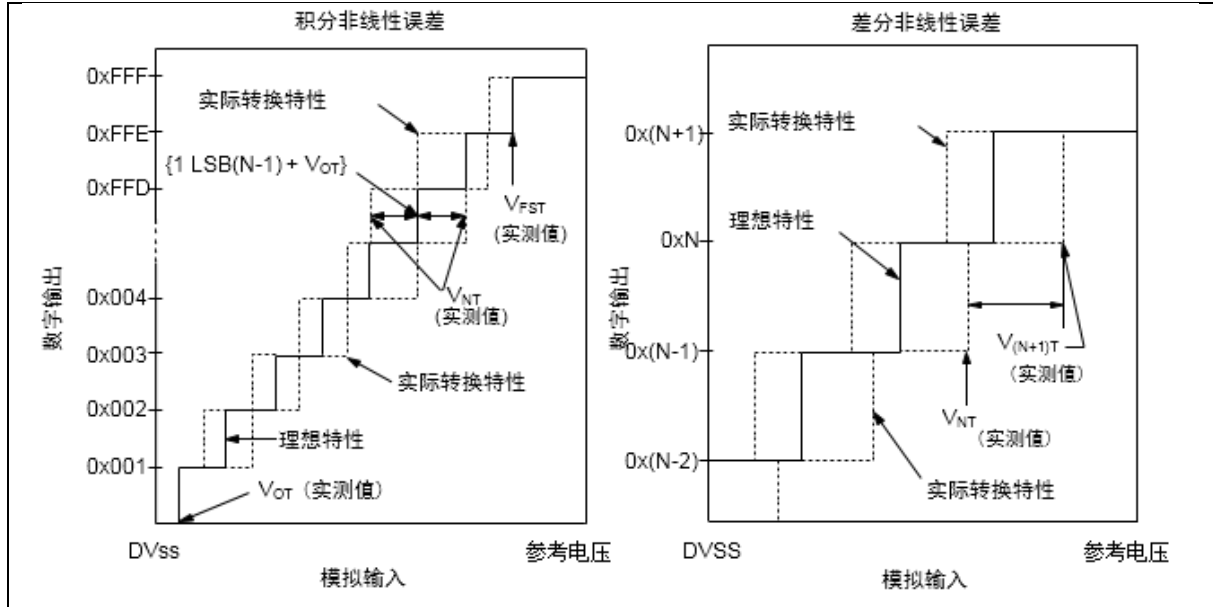 积分非线性误差
0xFFF
实际转换特性
0xFFE
{1 LSB(N-1) + VOT}
0xFFD
VFST
(实测值)
数字输出
0x004
VNT
(实测值)
0x003
实际转换特性
0x002
理想特性
0x001
VOT (实测值)
DVss
参考电压
模拟输入
差分非线性误差
实际转换特性
0x(N+1)
理想特性
0xN
数字输出
0x(N-1)
V(N+1)T
(实测值)
VNT
(实测值)
0x(N-2)
实际转换特性
DVSS
参考电压
模拟输入